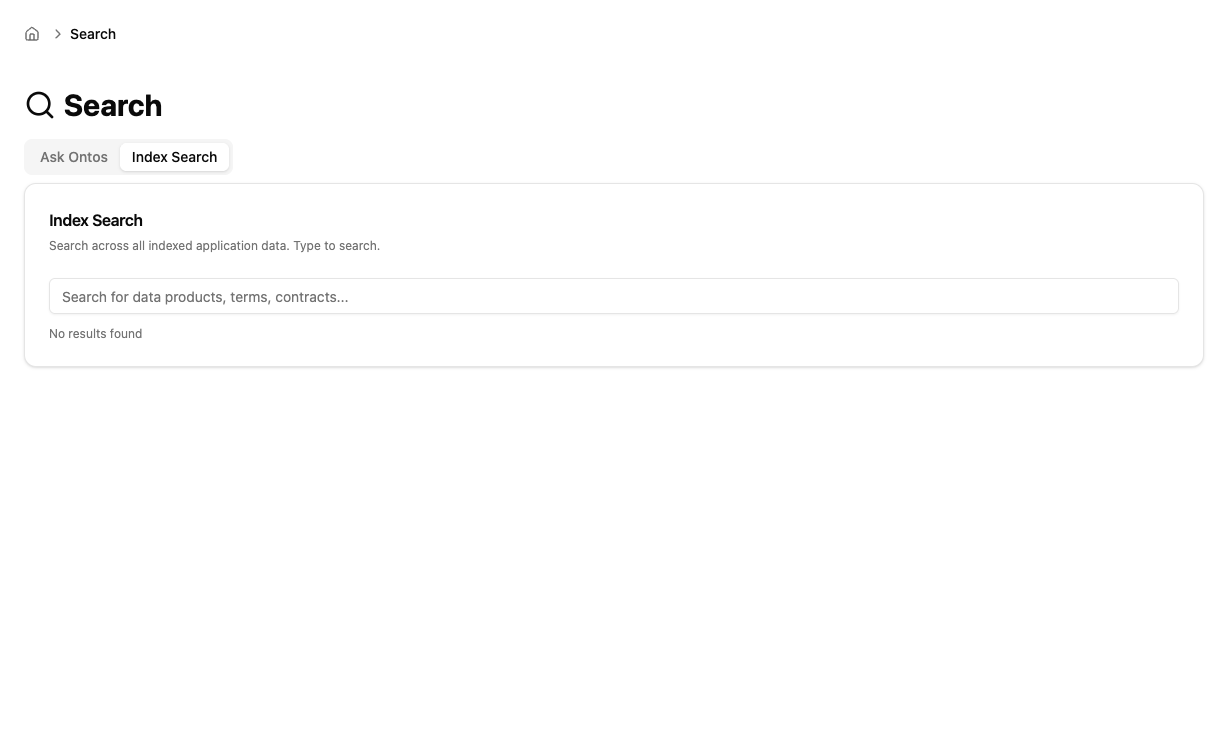 Search
Search
Ask Ontos
Index Search
Index Search
Search across all indexed application data. Type to search.
Search for data products, terms, contracts...
No results found